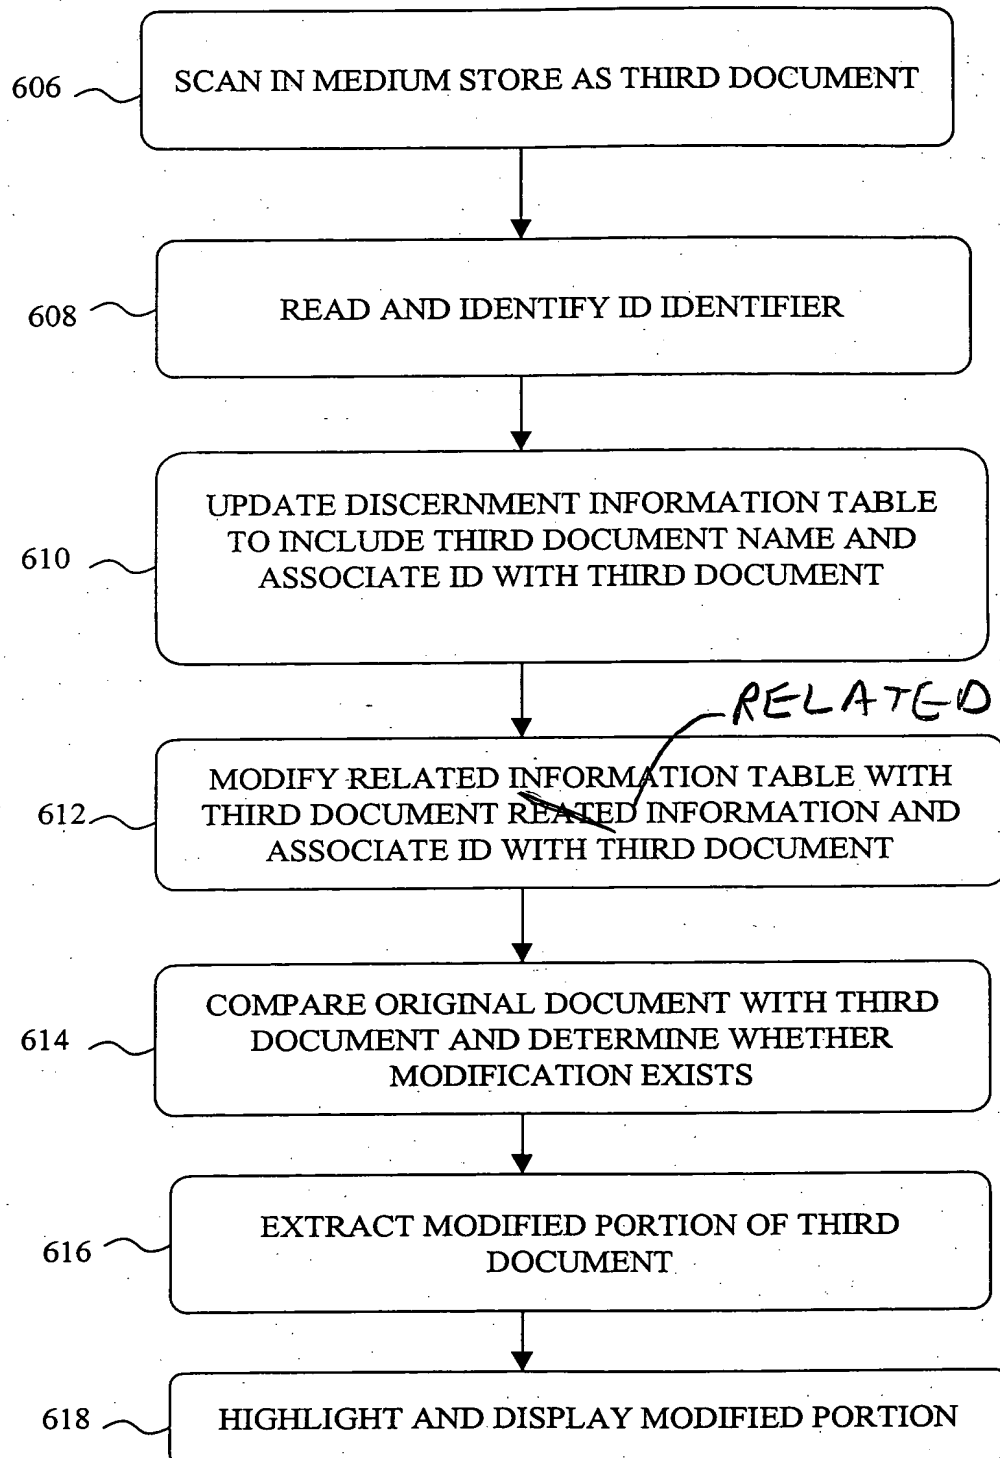 606
SCAN IN MEDIUM STORE AS THIRD DOCUMENT
608
READ AND IDENTIFY ID IDENTIFIER
610
UPDATE DISCERNMENT INFORMATION TABLE
TO INCLUDE THIRD DOCUMENT NAME AND
ASSOCIATE ID WITH THIRD DOCUMENT
RELATED
612
MODIFY RELATED INFORMATION TABLE WITH
THIRD DOCUMENT REATED INFORMATION AND
ASSOCIATE ID WITH THIRD DOCUMENT
614
COMPARE ORIGINAL DOCUMENT WITH THIRD
DOCUMENT AND DETERMINE WHETHER
MODIFICATION EXISTS
616
EXTRACT MODIFIED PORTION OF THIRD
DOCUMENT
618
HIGHLIGHT AND DISPLAY MODIFIED PORTION